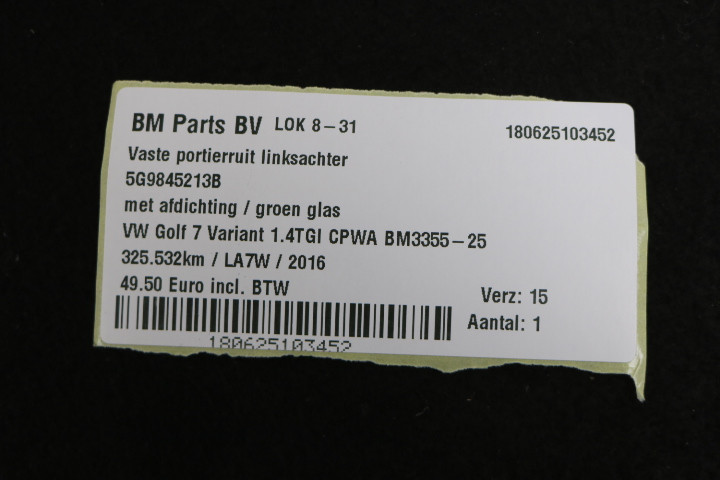 BM Parts BV LOK 8-31 180625103452
Vaste portierruit linksachter
5G9845213B
met afdichting / groen glas
VW Golf 7 Variant 1.4TGI CPWA BM3355-25
325.532km / LA7W / 2016
49.50 Euro incl. BTW Verz: 15
Aantal: 1
180625103452